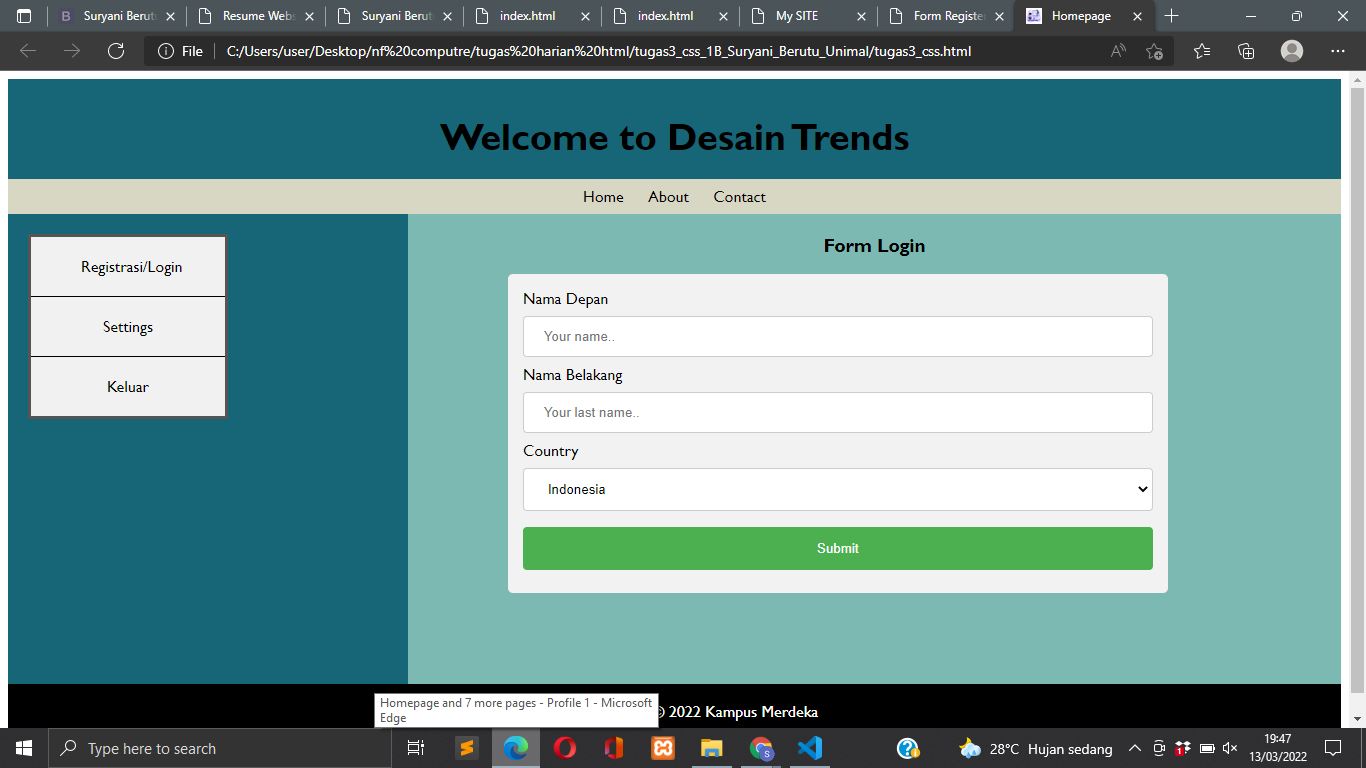 Suryani Berut
Resume Webs
Suryani Berut
index.html
index.html
My SITE
Form Register
Homepage
File
C:/Users/user/Desktop/nf%20computre/tugas%20harian%20html/tugas3_css_1B_Suryani_Berutu_Unimal/tugas3_css.html
Welcome to Desain Trends
Home About Contact
Registrasi/Login
Settings
Keluar
Form Login
Nama Depan
Your name..
Nama Belakang
Your last name..
Country
Indonesia
Submit
© 2022 Kampus Merdeka
Homepage and 7 more pages - Profile 1 - Microsoft
Edge
Type here to search
28°C Hujan sedang
19:47
13/03/2022